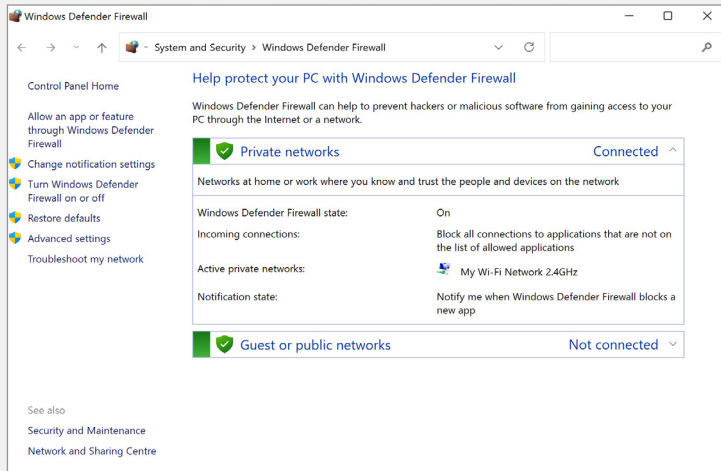 Windows Defender Firewall
System and Security > Windows Defender Firewall
Control Panel Home
Allow an app or feature
through Windows Defender
Firewall
Change notification settings
Turn Windows Defender
Firewall on or off
Restore defaults
Advanced settings
Troubleshoot my network
See also
Security and Maintenance
Network and Sharing Centre
Help protect your PC with Windows Defender Firewall
Windows Defender Firewall can help to prevent hackers or malicious software from gaining access to your
PC through the Internet or a network.
Private networks Connected
Networks at home or work where you know and trust the people and devices on the network
Windows Defender Firewall state: On
Incoming connections: Block all connections to applications that are not on
the list of allowed applications
Active private networks: My Wi-Fi Network 2.4GHz
Notification state: Notify me when Windows Defender Firewall blocks a
new app
Guest or public networks Not connected